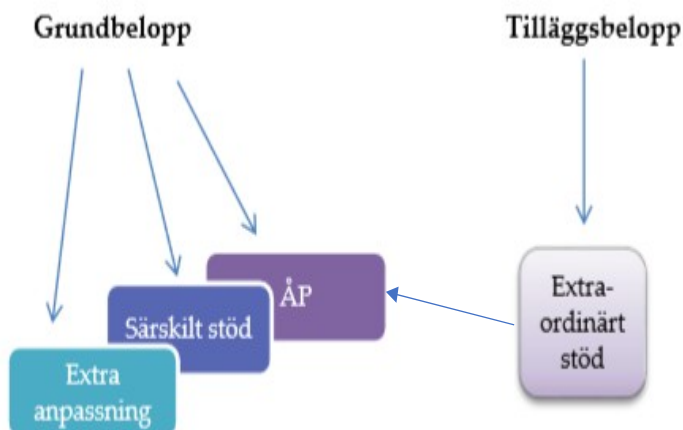 Grundbelopp
Tilläggsbelopp
ÅP
Särskilt stöd
Extra
anpassning
Extra-
ordinärt
stöd